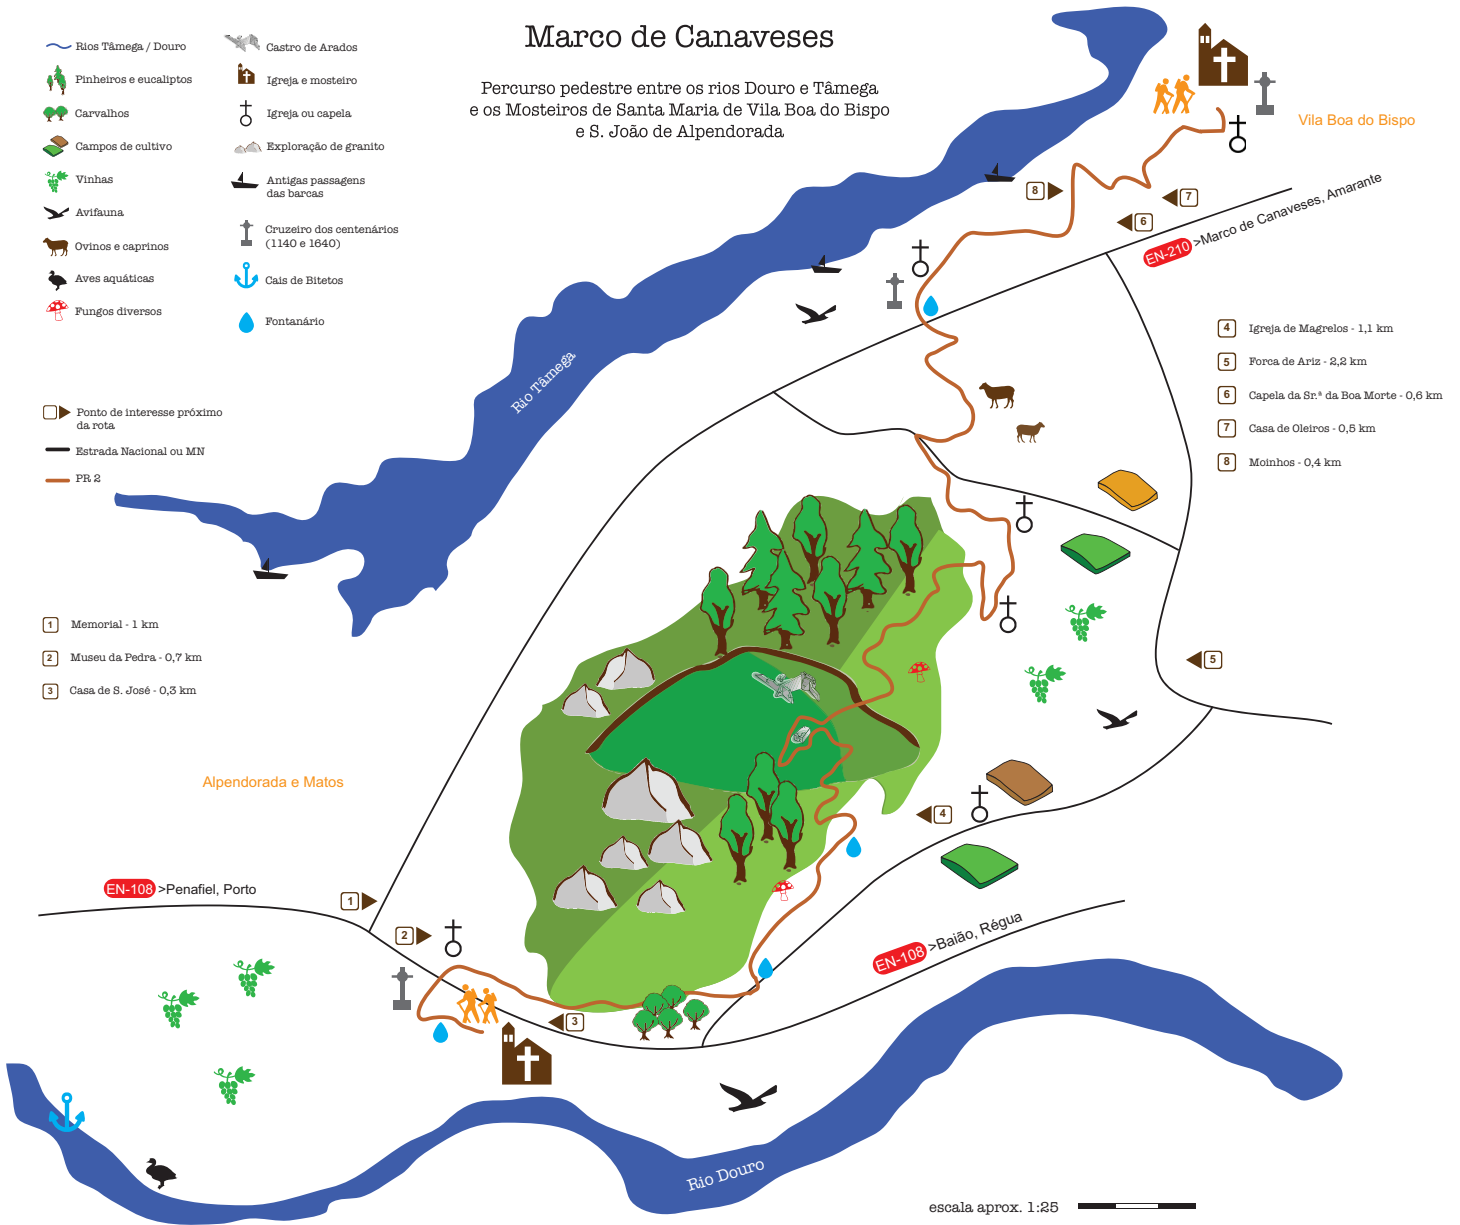 Marco de Canaveses
Percurso pedestre entre os rios Douro e Tâmega
e os Mosteiros de Santa Maria de Vila Boa do Bispo
e S. João de Alpendorada
Rios Tâmega / Douro
Pinheiros e eucaliptos
Carvalhos
Campos de cultivo
Vinhas
Avifauna
Ovinos e caprinos
Aves aquáticas
Fungos diversos
Castro de Arados
Igreja e mosteiro
Igreja ou capela
Exploração de granito
Antigas passagens
das barcas
Cruzeiro dos centenários
(1140 e 1640)
Cais de Bitetos
Fontanário
Ponto de interesse próximo
da rota
Estrada Nacional ou MN
PR 2
1 Memorial - 1 km
2 Museu da Pedra - 0,7 km
3 Casa de S. José - 0,3 km
4 Igreja de Magrelos - 1,1 km
5 Forca de Ariz - 2,2 km
6 Capela da Sr.ª da Boa Morte - 0,6 km
7 Casa de Oleiros - 0,5 km
8 Moinhos - 0,4 km
Vila Boa do Bispo
8
7
6
EN-210 >Marco de Canaveses, Amarante
Rio Tâmega
5
Alpendorada e Matos
4
EN-108 >Penafiel, Porto
1
2
EN-108 >Baião, Régua
3
Rio Douro
escala aprox. 1:25